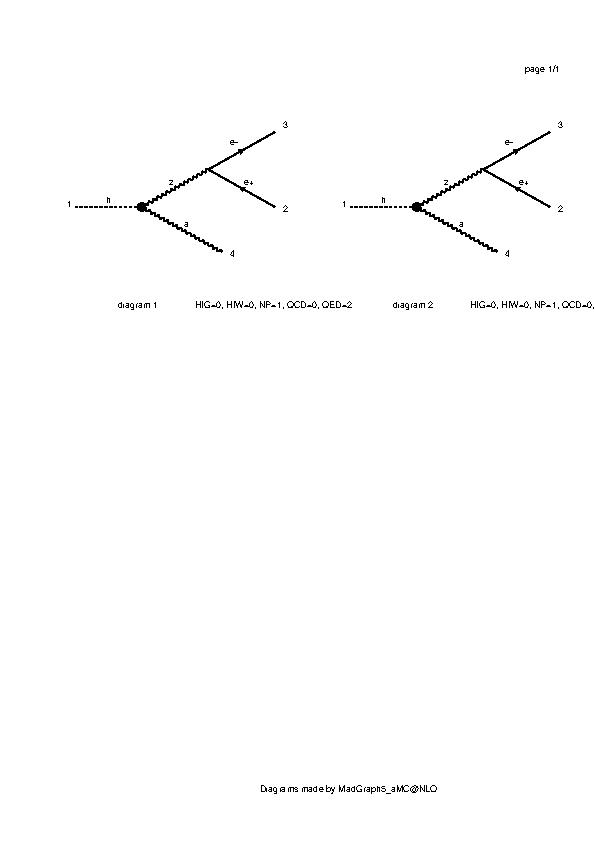 page 1/1
3
3
e-
e-
z
e+
z
e+
1
h
2
1
h
2
a
a
4
4
diagram 1 HIG=0, HIW=0, NP=1, QCD=0, QED=2
diagram 2 HIG=0, HIW=0, NP=1, QCD=0,
Diagrams made by MadGraph5_aMC@NLO